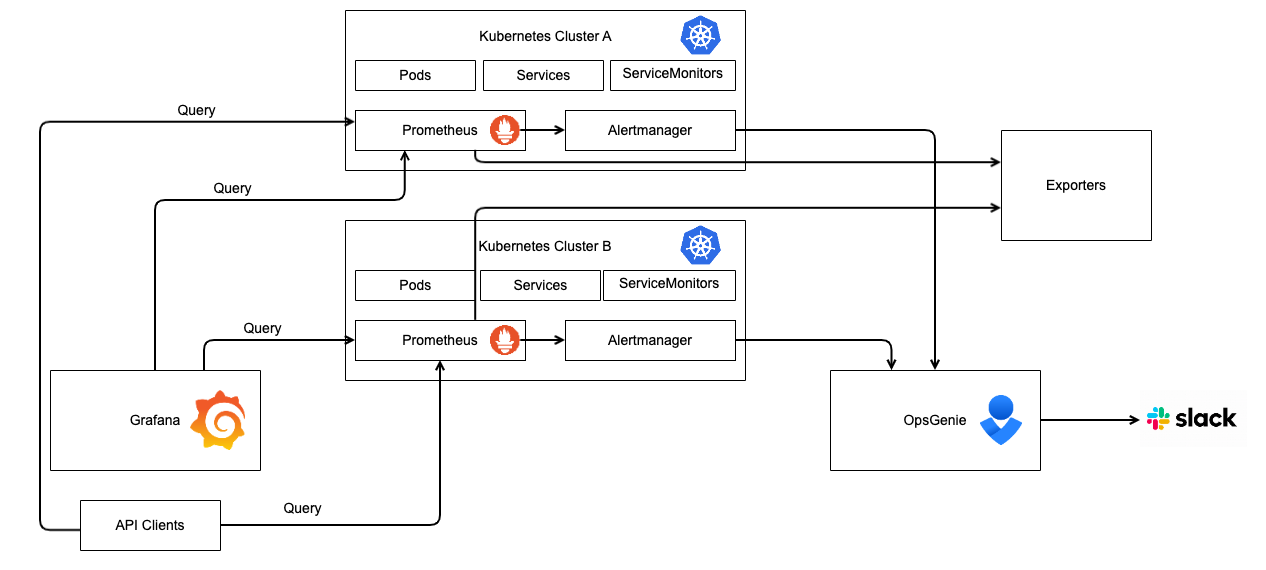 Kubernetes Cluster A
Pods
Services
ServiceMonitors
Query
Prometheus
Alertmanager
Query
Exporters
Kubernetes Cluster B
Pods
Services
ServiceMonitors
Query
Prometheus
Alertmanager
Grafana
OpsGenie
slack
Query
API Clients